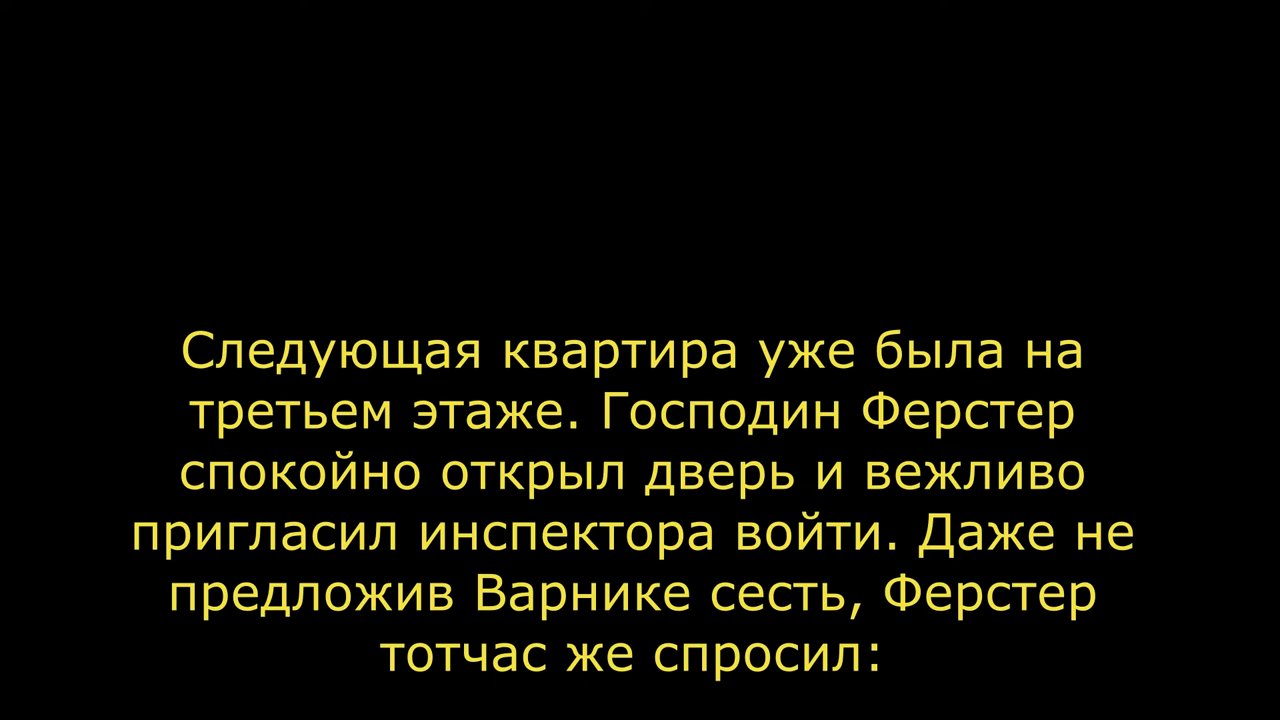 Следующая квартира уже была на
третьем этаже. Господин Ферстер
спокойно открыл дверь и вежливо
пригласил инспектора войти. Даже не
предложив Варнике сесть, Ферстер
тотчас же спросил: